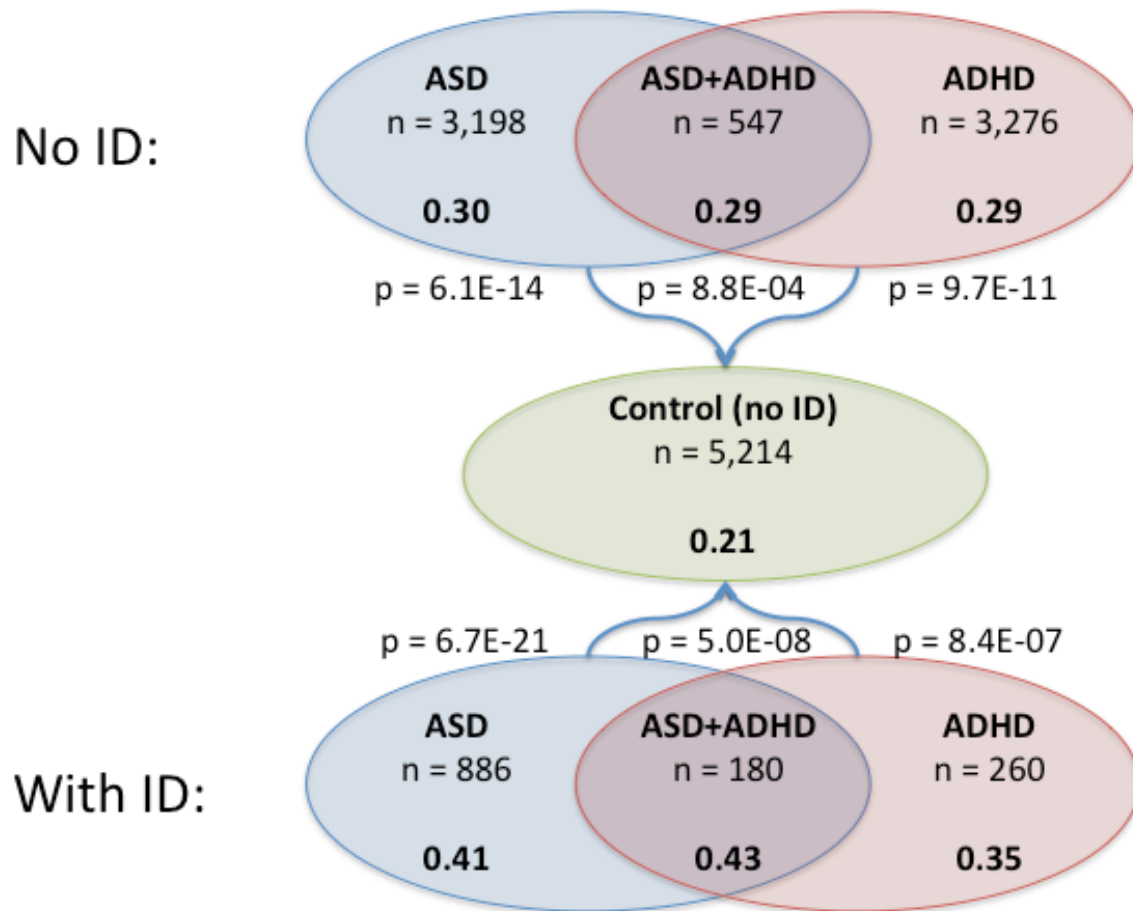 No ID:
ASD ASD+ADHD ADHD
n = 3,198 n = 547 n = 3,276
0.30 0.29 0.29
p = 6.1E-14 p = 8.8E-04 p = 9.7E-11
Control (no ID)
n = 5,214
0.21
p = 6.7E-21 p = 5.0E-08 p = 8.4E-07
With ID:
ASD ASD+ADHD ADHD
n = 886 n = 180 n = 260
0.41 0.43 0.35